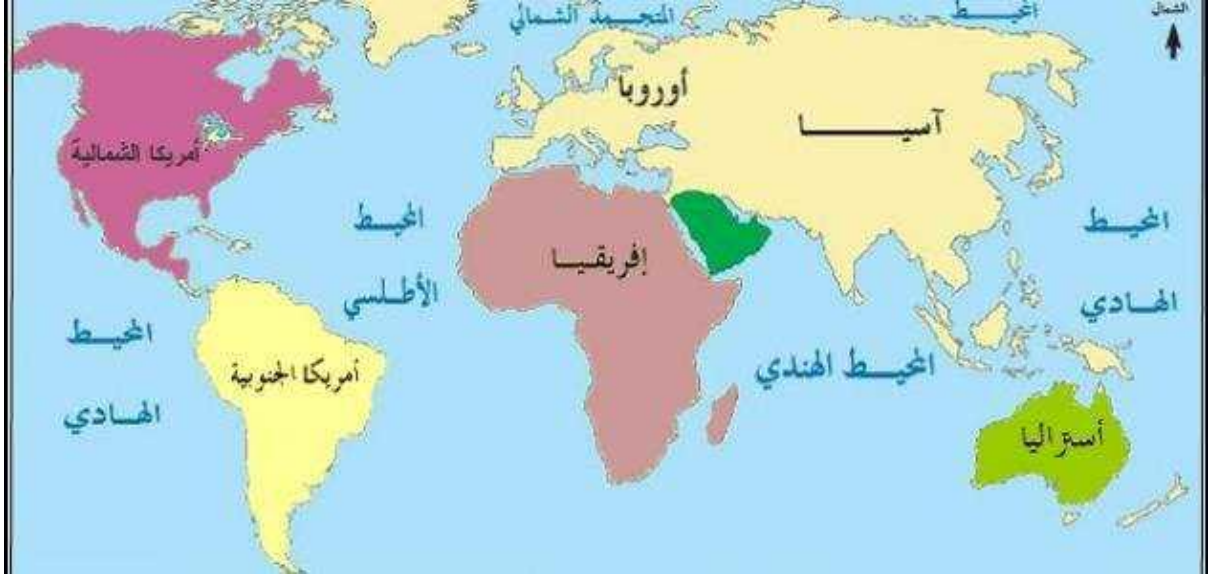 المتجمد الشمالي
المحيط
الشمال
أوروبا
آسيا
أمريكا الشمالية
المحيط
الأطلسي
إفريقيا
المحيط
الهادي
المحيط
الهادي
أمريكا الجنوبية
المحيط الهندي
أستراليا